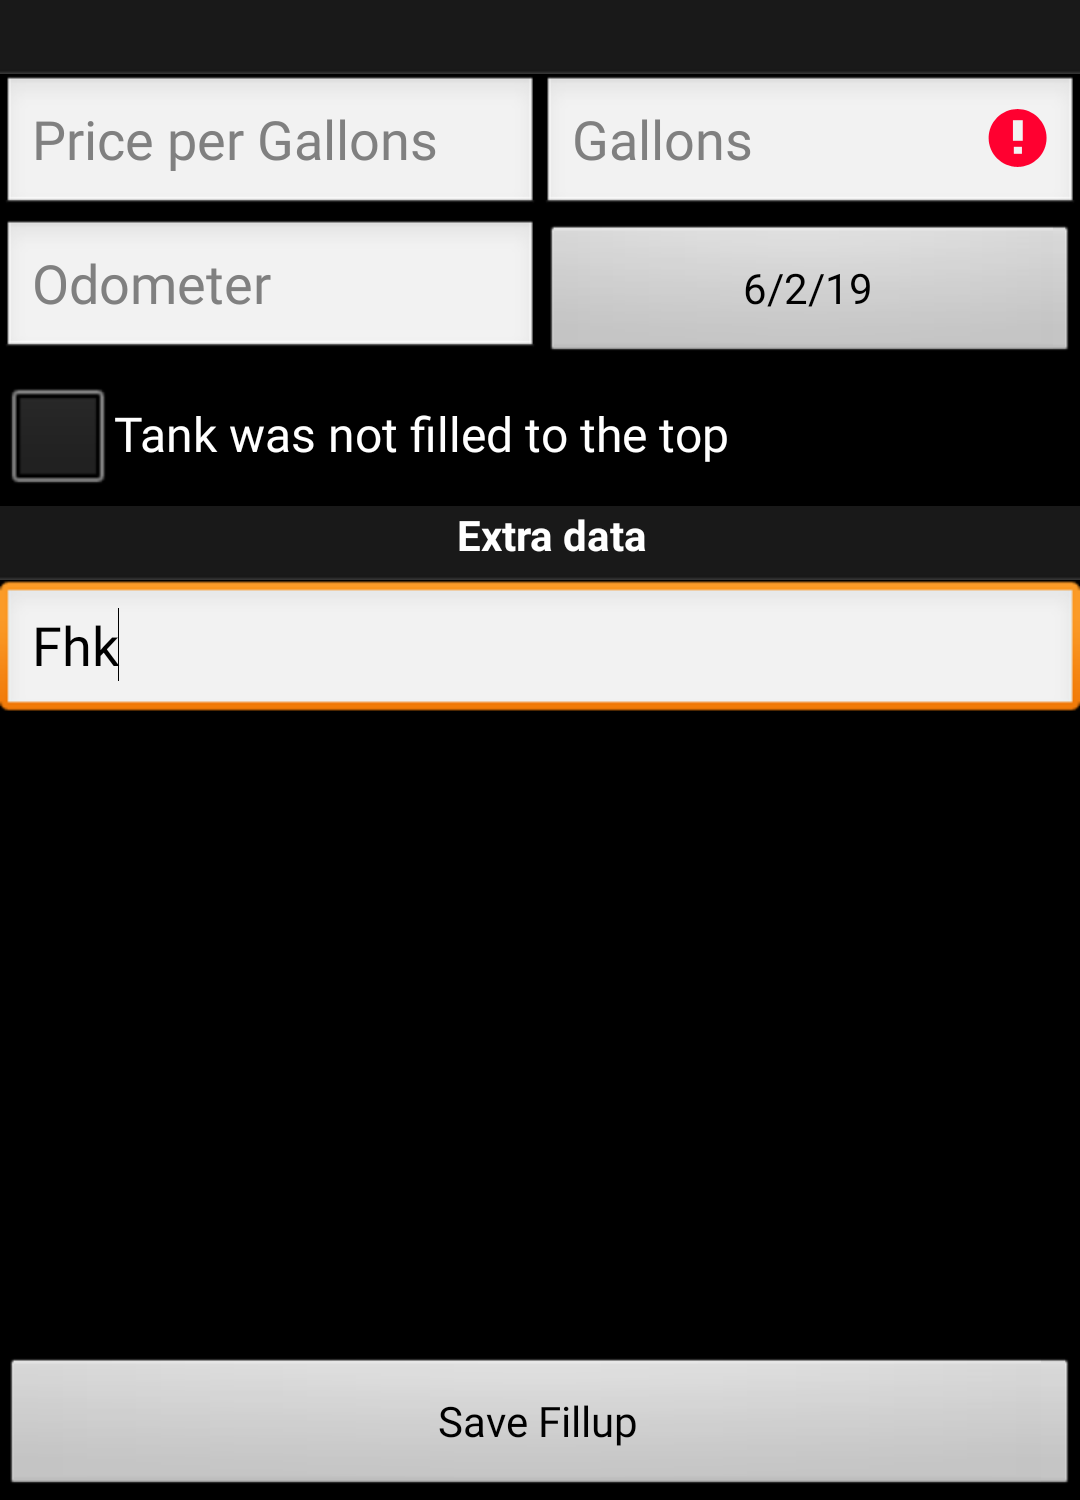 Price per Gallons
Gallons
Odometer
6/2/19
Tank was not filled to the top
Extra data
Fhk
Save Fillup